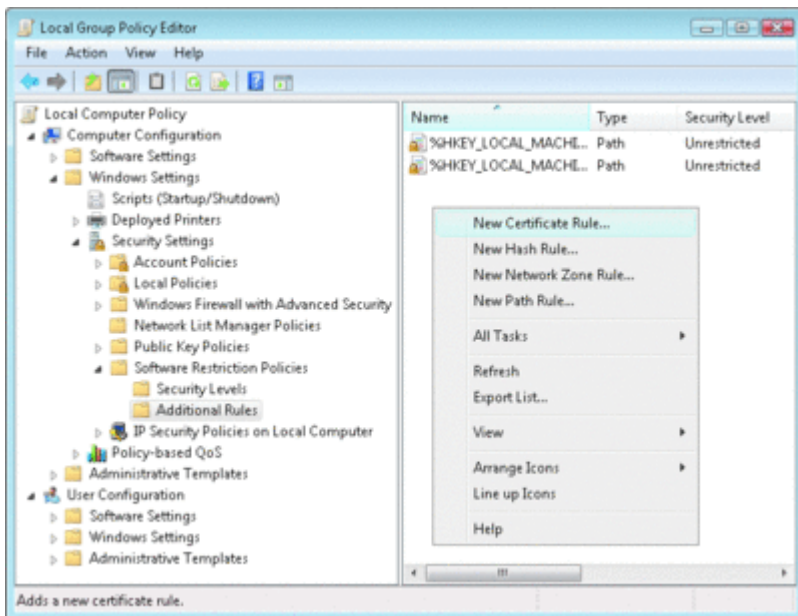 Local Group Policy Editor
File Action View Help
Local Computer Policy
Computer Configuration
Software Settings
Windows Settings
Scripts (Startup/Shutdown)
Deployed Printers
Security Settings
Account Policies
Local Policies
Windows Firewall with Advanced Security
Network List Manager Policies
Public Key Policies
Software Restriction Policies
Security Levels
Additional Rules
IP Security Policies on Local Computer
Policy-based QoS
Administrative Templates
User Configuration
Software Settings
Windows Settings
Administrative Templates
Name Type Security Level
%HKEY_LOCAL_MACHI... Path Unrestricted
%HKEY_LOCAL_MACHI... Path Unrestricted
New Certificate Rule...
New Hash Rule...
New Network Zone Rule...
New Path Rule...
All Tasks
Refresh
Export List...
View
Arrange Icons
Line up Icons
Help
Adds a new certificate rule.